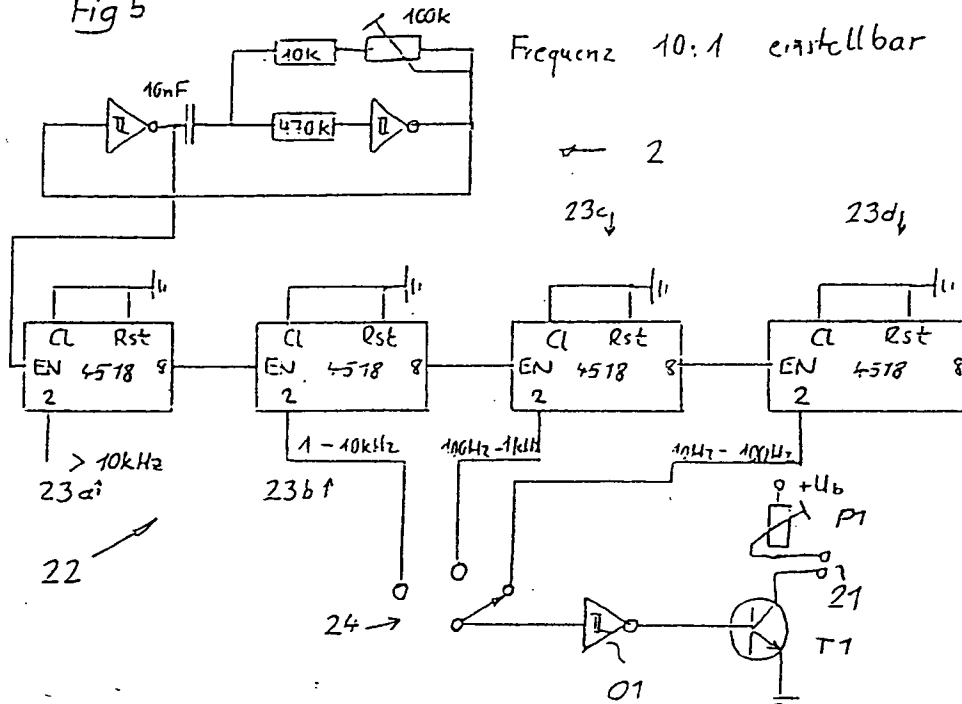 Fig 5
100k
10k
Frequenz 10:1 einstellbar
10nF
470k
2
23c
23d
Cl Rst
EN 4518 8
2
Cl Rst
EN 4518 8
2
Cl Rst
EN 4518 8
2
Cl Rst
EN 4518 8
2
> 10kHz
1 - 10kHz
100Hz - 1kHz
10Hz - 100Hz
23a
23b
+Ub
P1
22
21
24
T1
01